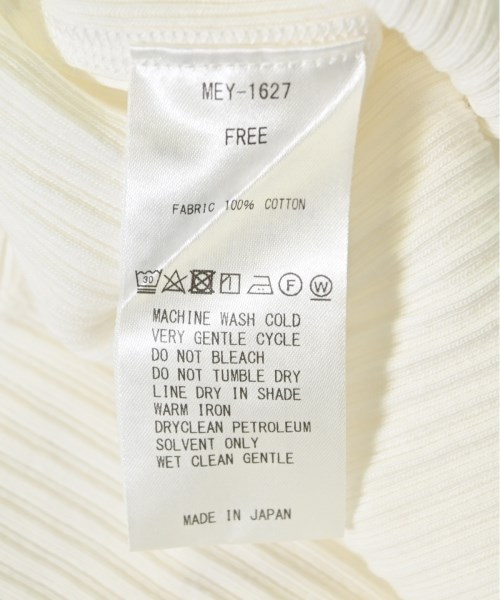 MEY-1627
FREE
FABRIC 100% COTTON
30 F W
MACHINE WASH COLD
VERY GENTLE CYCLE
DO NOT BLEACH
DO NOT TUMBLE DRY
LINE DRY IN SHADE
WARM IRON
DRYCLEAN PETROLEUM
SOLVENT ONLY
WET CLEAN GENTLE
MADE IN JAPAN